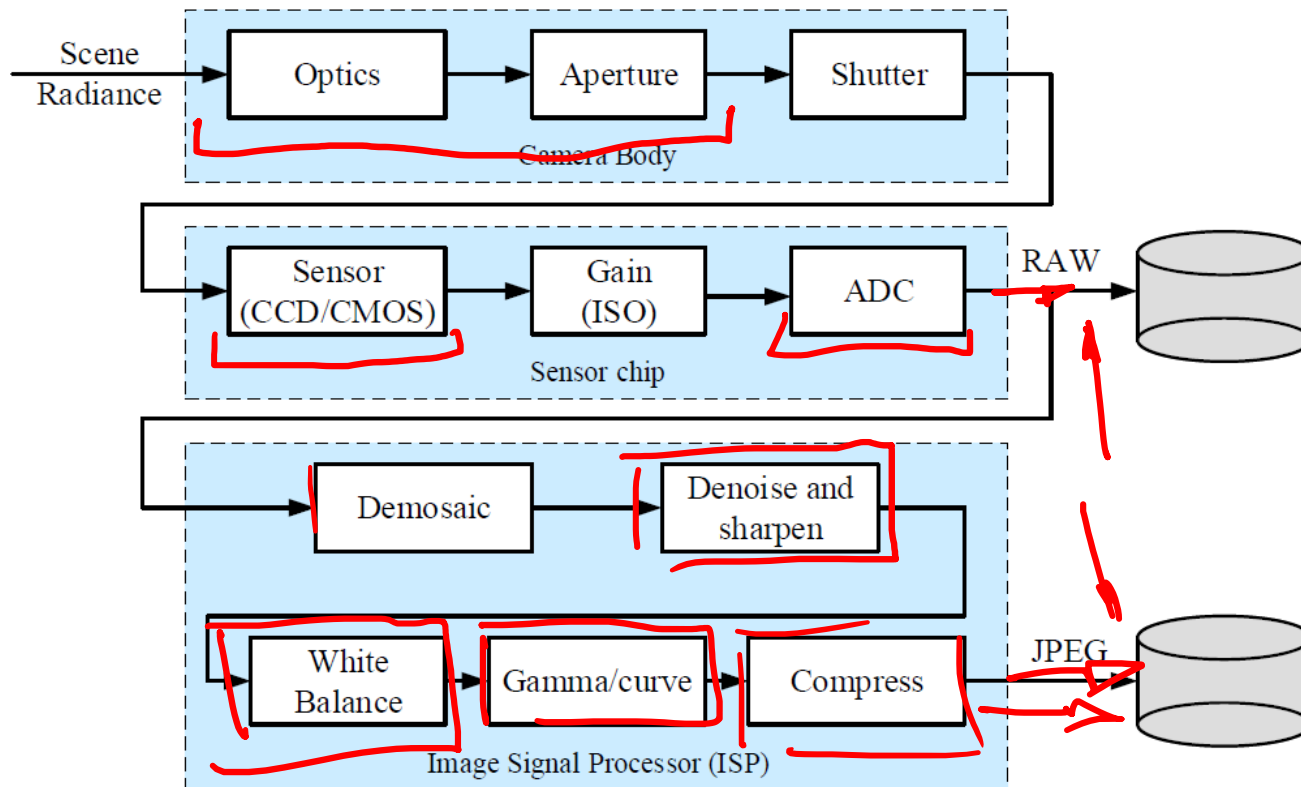 Scene
Radiance
Optics
Aperture
Shutter
Camera Body
Sensor
(CCD/CMOS)
Gain
(ISO)
ADC
RAW
Sensor chip
Demosaic
Denoise and
sharpen
White
Balance
Gamma/curve
Compress
JPEG
Image Signal Processor (ISP)